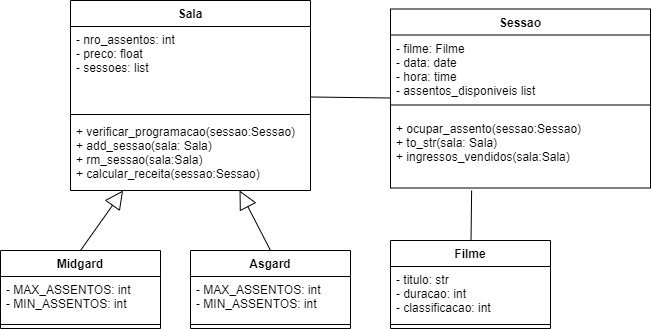 Sala
- nro_assentos: int
- preco: float
- sessoes: list
+ verificar_programacao(sessao:Sessao)
+ add_sessao(sala: Sala)
+ rm_sessao(sala:Sala)
+ calcular_receita(sessao:Sessao)
Sessao
- filme: Filme
- data: date
- hora: time
- assentos_disponiveis list
+ ocupar_assento(sessao:Sessao)
+ to_str(sala: Sala)
+ ingressos_vendidos(sala:Sala)
Midgard
- MAX_ASSENTOS: int
- MIN_ASSENTOS: int
Asgard
- MAX_ASSENTOS: int
- MIN_ASSENTOS: int
Filme
- titulo: str
- duracao: int
- classificacao: int